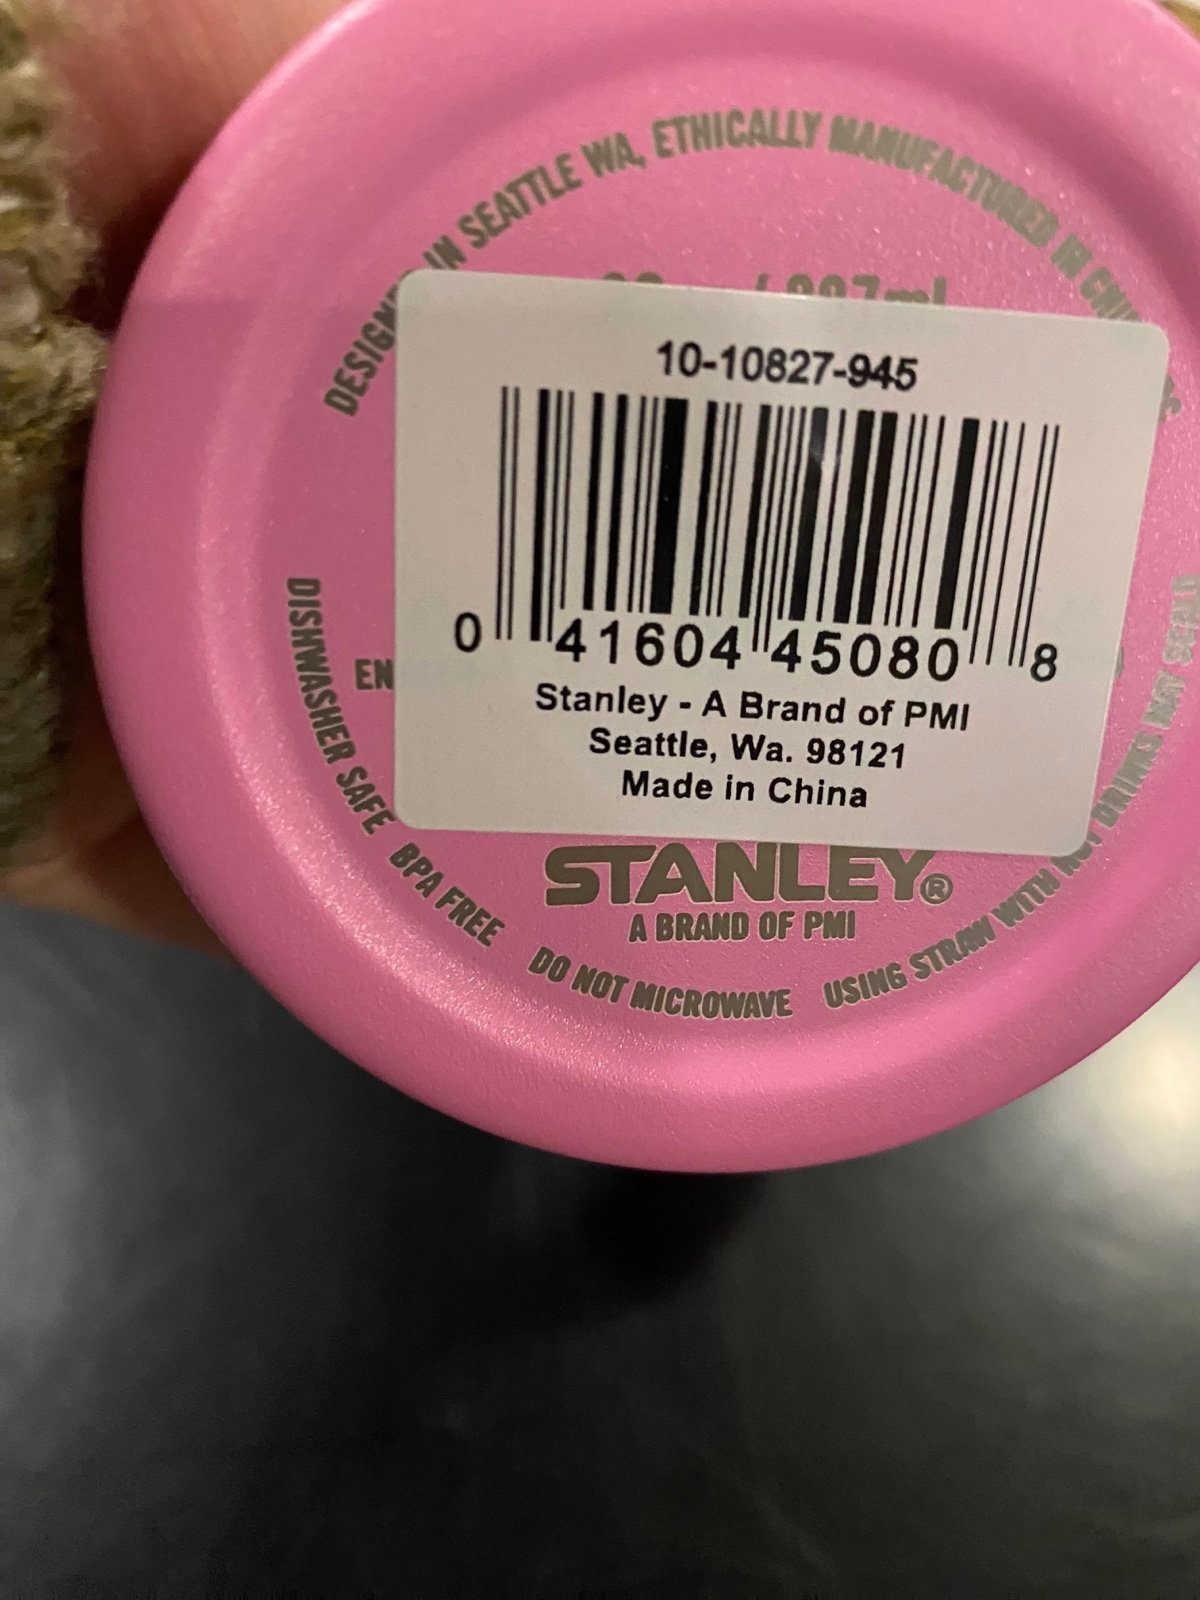 DESIGNED IN SEATTLE WA, ETHICALLY MANUFACTURED IN
10-10827-945
0 41604 45080 8
Stanley - A Brand of PMI
Seattle, Wa. 98121
Made in China
STANLEY®
A BRAND OF PMI
DISHWASHER SAFE BPA FREE DO NOT MICROWAVE USING STRAW WITH HOT DRINKS MAY SCALD